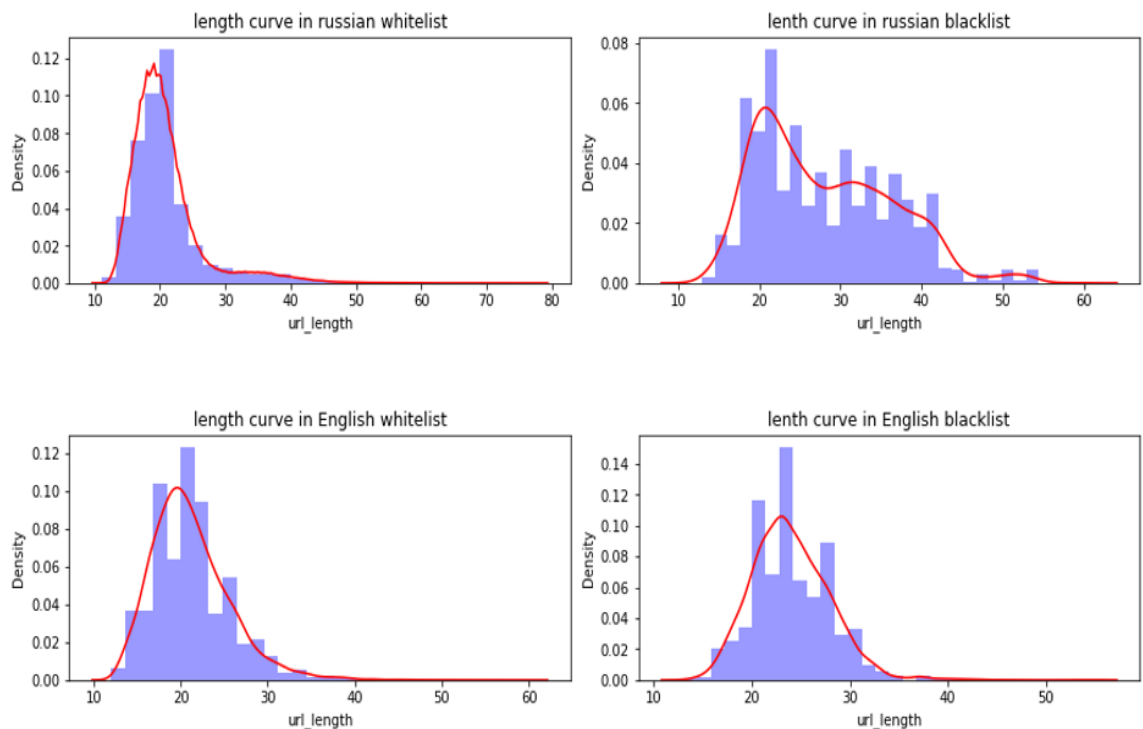 length curve in russian whitelist
0.12
0.10
0.08
0.06
0.04
0.02
0.00
Density
10 20 30 40 50 60 70 80
url_length
lenth curve in russian blacklist
0.08
0.06
0.04
0.02
0.00
Density
10 20 30 40 50 60
url_length
length curve in English whitelist
0.12
0.10
0.08
0.06
0.04
0.02
0.00
Density
10 20 30 40 50 60
url_length
lenth curve in English blacklist
0.14
0.12
0.10
0.08
0.06
0.04
0.02
0.00
Density
10 20 30 40 50
url_length